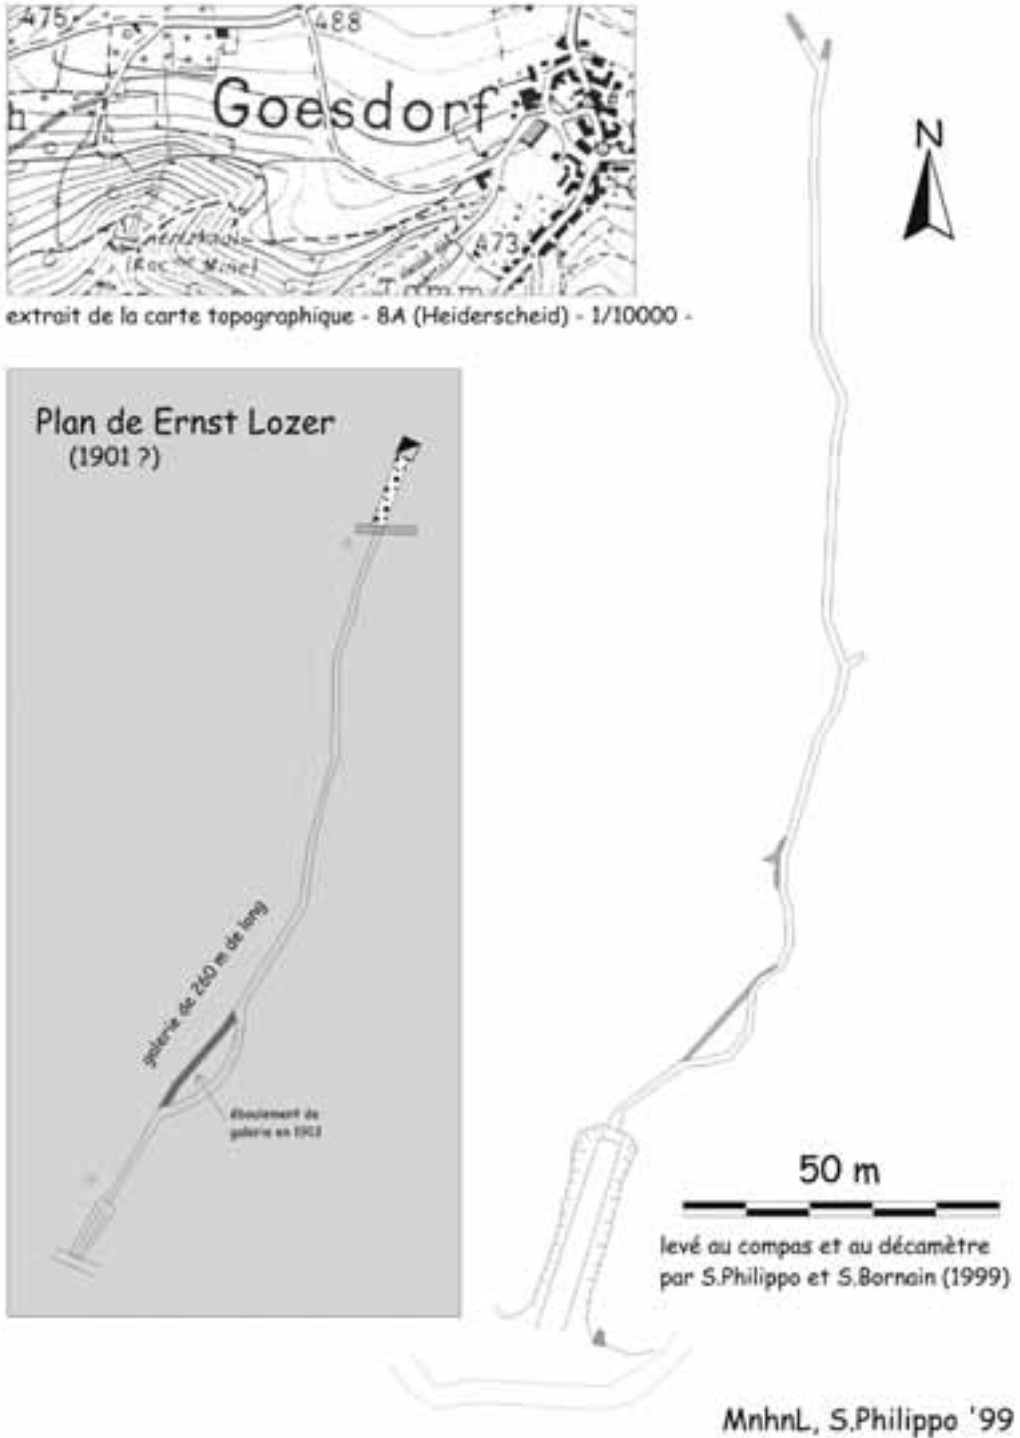 475
488
Goesdorf
473
extrait de la carte topographique - 8A (Heiderscheid) - 1/10000 -
N
Plan de Ernst Lozer
(1901 ?)
galerie de 260 m de long
éboulement de
galerie en 1913
50 m
levé au compas et au décamètre
par S.Philippo et S.Bornain (1999)
MnhnL, S.Philippo '99